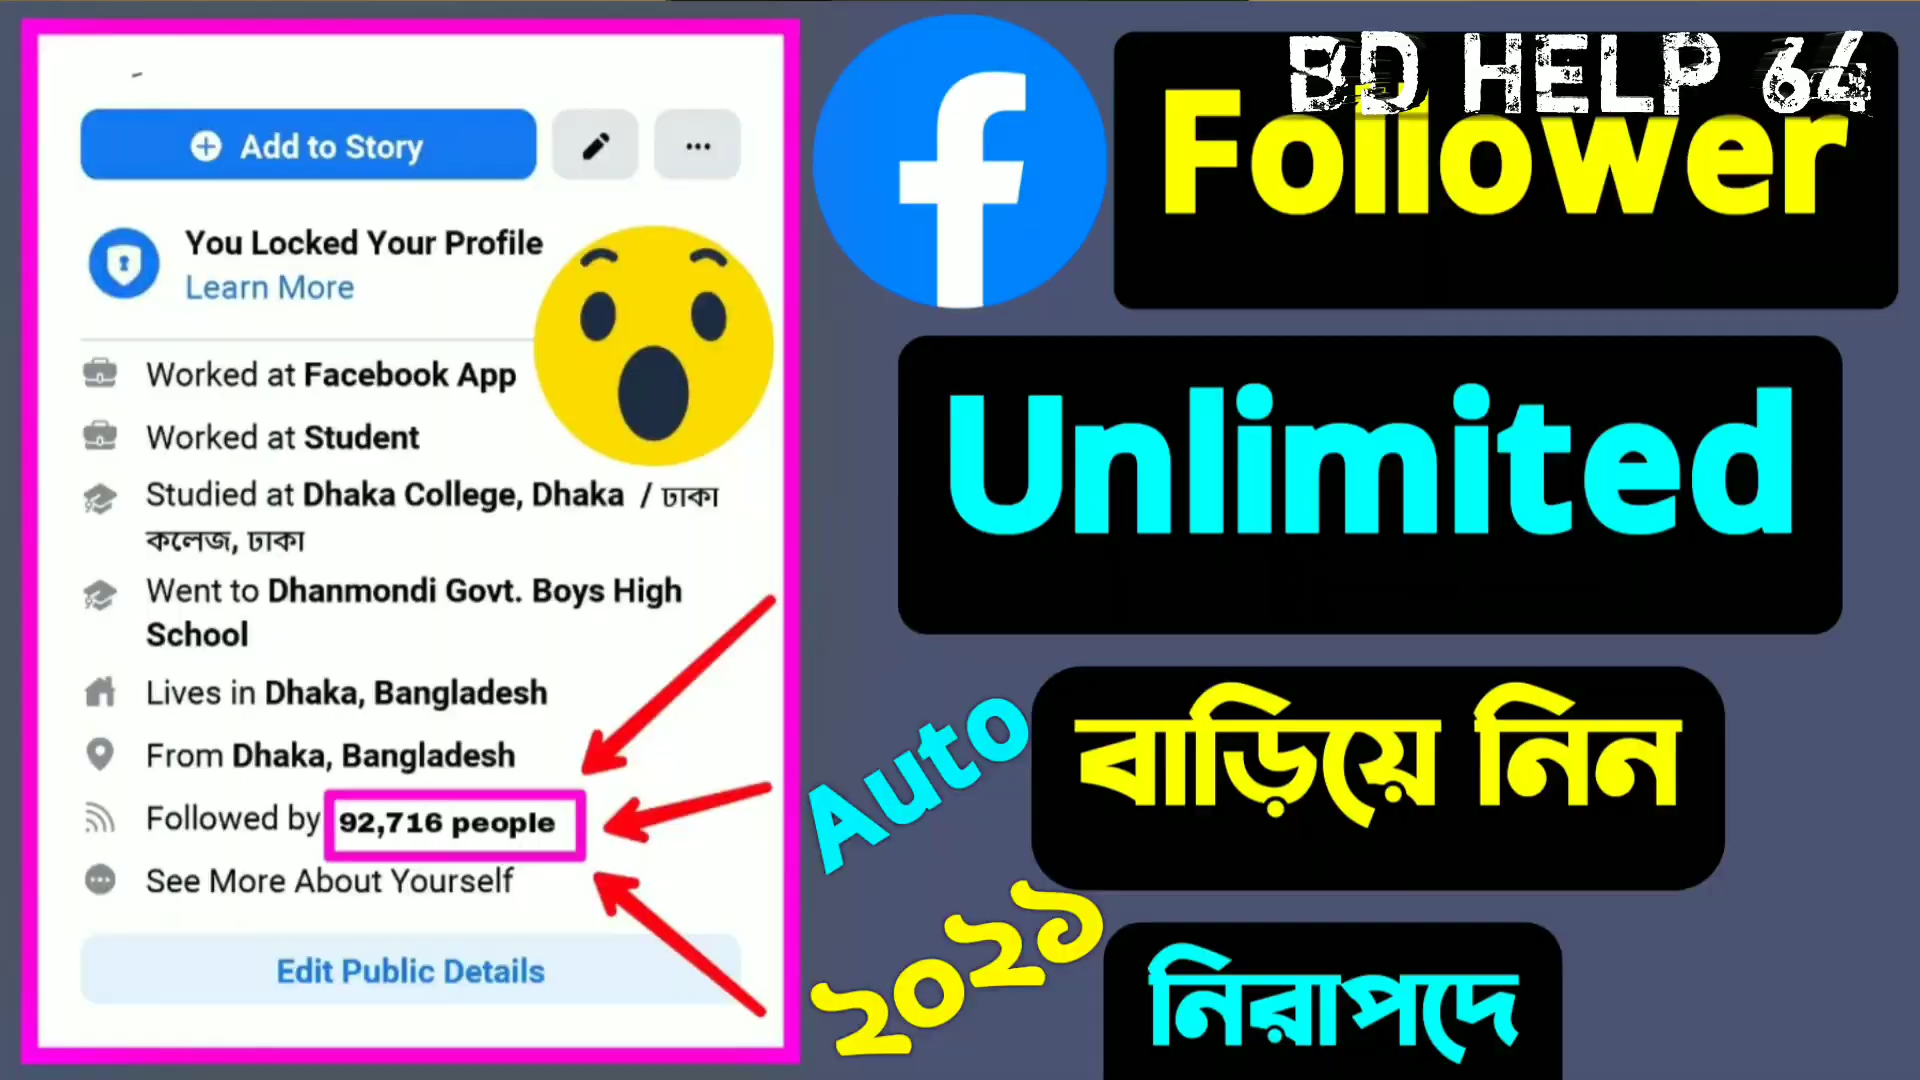 Add to Story
You Locked Your Profile
Learn More
Worked at Facebook App
Worked at Student
Studied at Dhaka College, Dhaka / ঢাকা
কলেজ, ঢাকা
Went to Dhanmondi Govt. Boys High
School
Lives in Dhaka, Bangladesh
From Dhaka, Bangladesh
Followed by 92,716 people
See More About Yourself
Edit Public Details
BD HELP 64
Follower
Unlimited
Auto
বাড়িয়ে নিন
২০২১
নিরাপদে